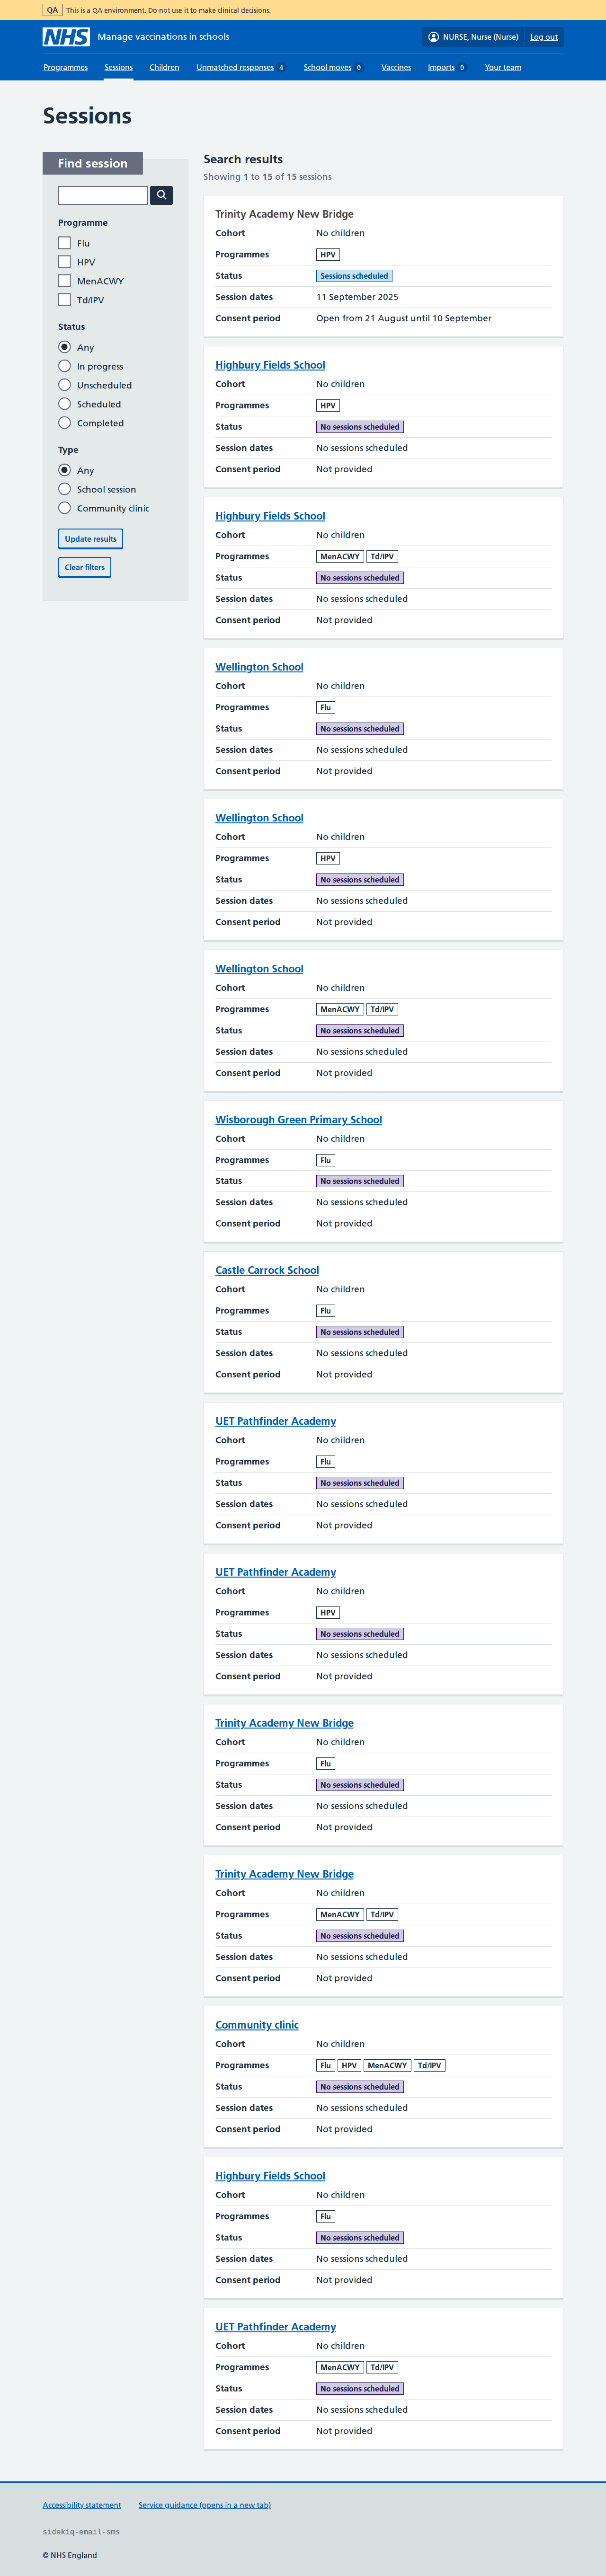 QA This is a QA environment. Do not use it to make clinical decisions.
NHS Manage vaccinations in schools NURSE, Nurse (Nurse) Log out
Programmes Sessions Children Unmatched responses 4 School moves 0 Vaccines Imports 0 Your team
Sessions
Find session
Programme
Flu
HPV
MenACWY
Td/IPV
Status
Any
In progress
Unscheduled
Scheduled
Completed
Type
Any
School session
Community clinic
Update results
Clear filters
Search results
Showing 1 to 15 of 15 sessions
Trinity Academy New Bridge
Cohort No children
Programmes HPV
Status Sessions scheduled
Session dates 11 September 2025
Consent period Open from 21 August until 10 September
Highbury Fields School
Cohort No children
Programmes HPV
Status No sessions scheduled
Session dates No sessions scheduled
Consent period Not provided
Highbury Fields School
Cohort No children
Programmes MenACWY Td/IPV
Status No sessions scheduled
Session dates No sessions scheduled
Consent period Not provided
Wellington School
Cohort No children
Programmes Flu
Status No sessions scheduled
Session dates No sessions scheduled
Consent period Not provided
Wellington School
Cohort No children
Programmes HPV
Status No sessions scheduled
Session dates No sessions scheduled
Consent period Not provided
Wellington School
Cohort No children
Programmes MenACWY Td/IPV
Status No sessions scheduled
Session dates No sessions scheduled
Consent period Not provided
Wisborough Green Primary School
Cohort No children
Programmes Flu
Status No sessions scheduled
Session dates No sessions scheduled
Consent period Not provided
Castle Carrock School
Cohort No children
Programmes Flu
Status No sessions scheduled
Session dates No sessions scheduled
Consent period Not provided
UET Pathfinder Academy
Cohort No children
Programmes Flu
Status No sessions scheduled
Session dates No sessions scheduled
Consent period Not provided
UET Pathfinder Academy
Cohort No children
Programmes HPV
Status No sessions scheduled
Session dates No sessions scheduled
Consent period Not provided
Trinity Academy New Bridge
Cohort No children
Programmes Flu
Status No sessions scheduled
Session dates No sessions scheduled
Consent period Not provided
Trinity Academy New Bridge
Cohort No children
Programmes MenACWY Td/IPV
Status No sessions scheduled
Session dates No sessions scheduled
Consent period Not provided
Community clinic
Cohort No children
Programmes Flu HPV MenACWY Td/IPV
Status No sessions scheduled
Session dates No sessions scheduled
Consent period Not provided
Highbury Fields School
Cohort No children
Programmes Flu
Status No sessions scheduled
Session dates No sessions scheduled
Consent period Not provided
UET Pathfinder Academy
Cohort No children
Programmes MenACWY Td/IPV
Status No sessions scheduled
Session dates No sessions scheduled
Consent period Not provided
Accessibility statement Service guidance (opens in a new tab)
sidekiq-email-sms
© NHS England